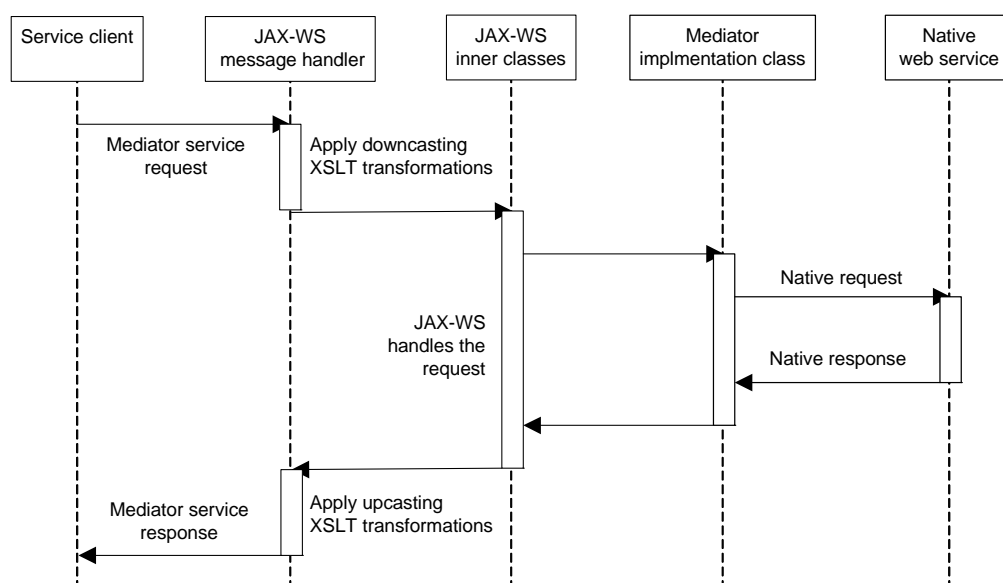 Service client
JAX-WS
message handler
JAX-WS
inner classes
Mediator
implmentation class
Native
web service
Mediator service
request
Apply downcasting
XSLT transformations
Native request
JAX-WS
handles the
request
Native response
Mediator service
response
Apply upcasting
XSLT transformations